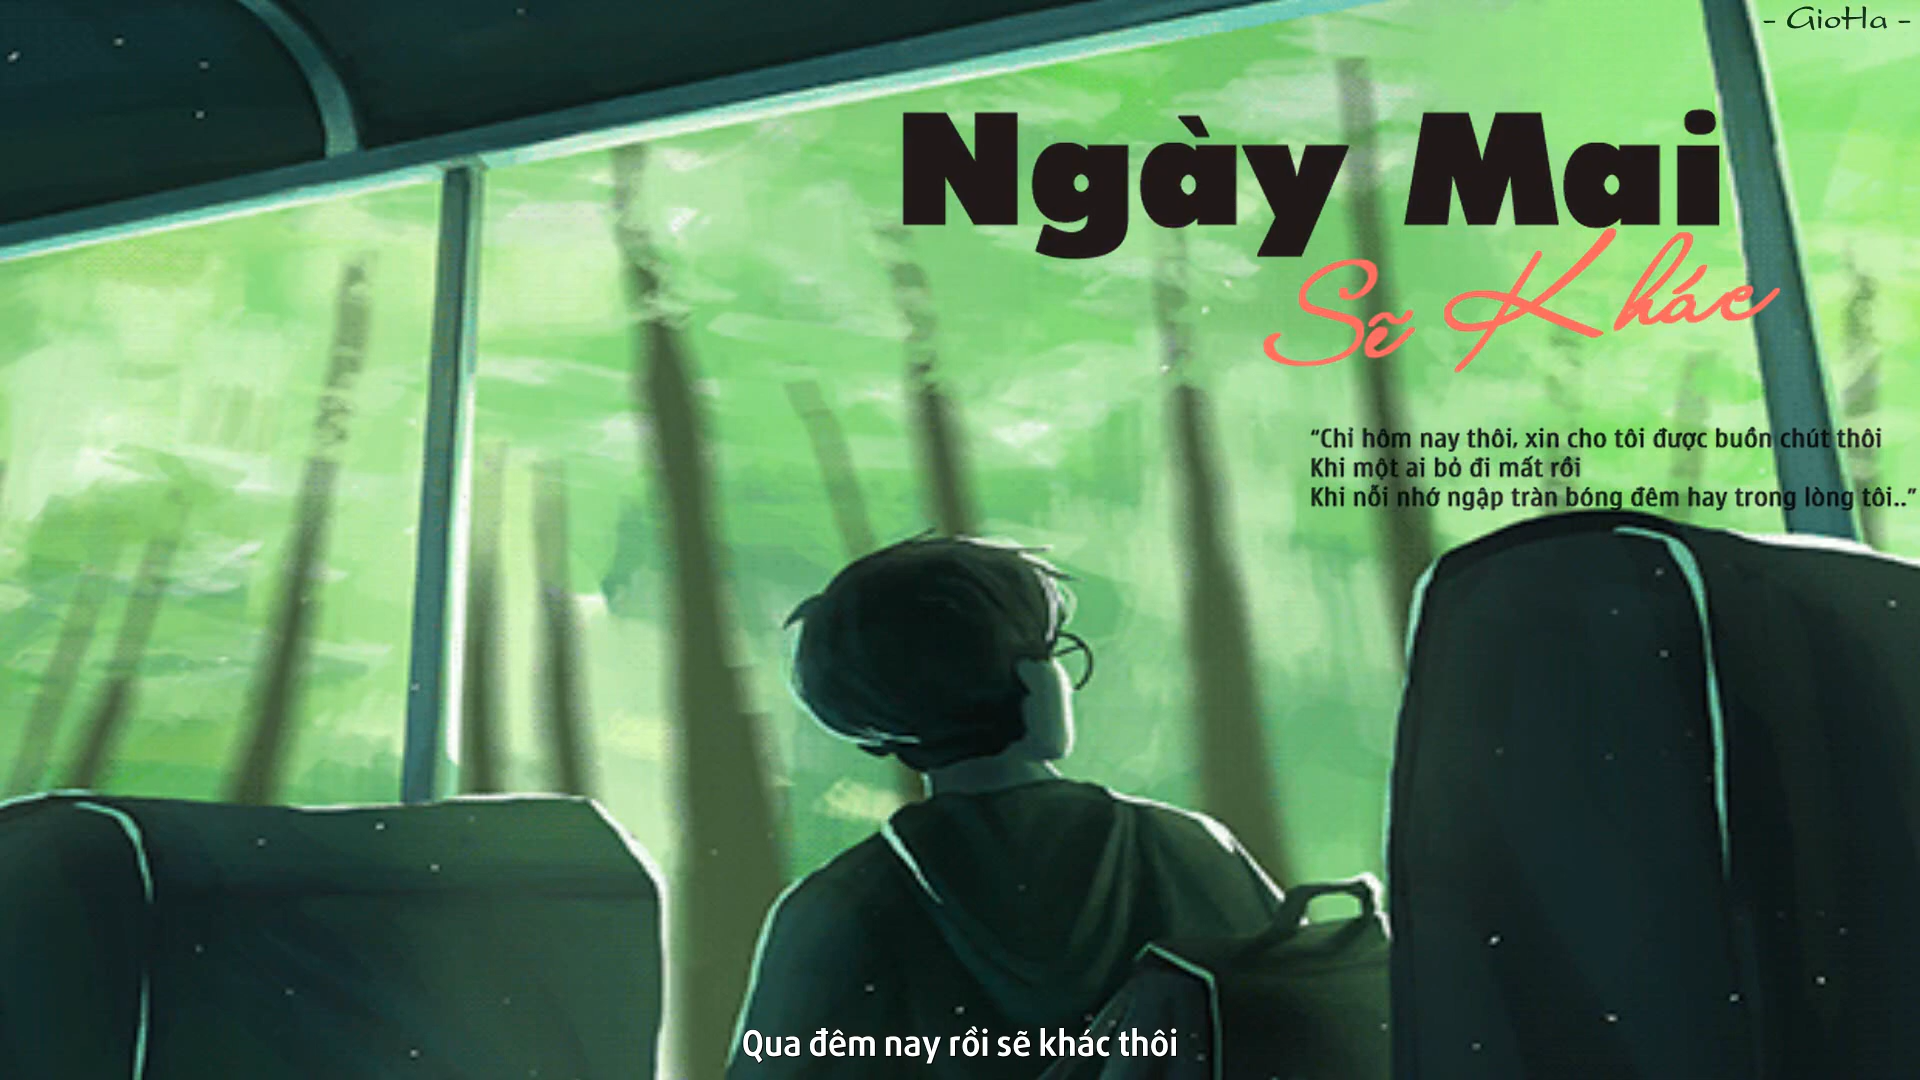 - GioHa -
Ngày Mai
Sẽ Khác
“Chỉ hôm nay thôi, xin cho tôi được buồn chút thôi
Khi một ai bỏ đi mất rồi
Khi nỗi nhớ ngập tràn bóng đêm hay trong lòng tôi..”
Qua đêm nay rồi sẽ khác thôi